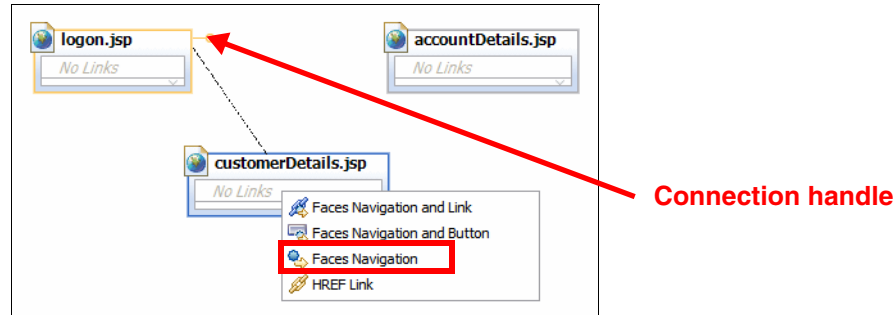 logon.jsp
No Links
accountDetails.jsp
No Links
customerDetails.jsp
No Links
Faces Navigation and Link
Faces Navigation and Button
Faces Navigation
HREF Link
Connection handle